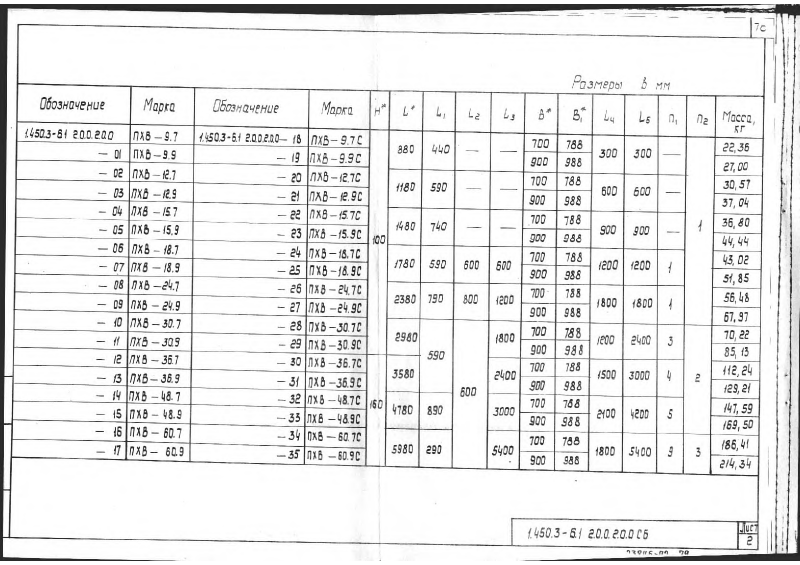 7с
Размеры в мм
Обозначение Марка Обозначение Марка H* L* L₁ L₂ L₃ B* B₁* L₄ L₅ n₁ n₂ Масса, кг
1.450.3-6.1 2.0.0.2.0.0 ПХВ-9.7 1.450.3-6.1 2.0.0.2.0.0-18 ПХВ-9.7С 100 880 440 — — 700 788 300 300 — 1 22,36
-01 ПХВ-9.9 -19 ПХВ-9.9С 900 988 27,00
-02 ПХВ-12.7 -20 ПХВ-12.7С 1180 590 — — 700 788 600 600 — 30,57
-03 ПХВ-12.9 -21 ПХВ-12.9С 900 988 37,04
-04 ПХВ-15.7 -22 ПХВ-15.7С 1480 740 — — 700 788 900 900 — 36,80
-05 ПХВ-15.9 -23 ПХВ-15.9С 900 988 44,44
-06 ПХВ-18.7 -24 ПХВ-18.7С 1780 590 600 600 700 788 1200 1200 1 43,02
-07 ПХВ-18.9 -25 ПХВ-18.9С 900 988 51,85
-08 ПХВ-24.7 -26 ПХВ-24.7С 2380 790 800 1200 700 788 1800 1800 1 56,48
-09 ПХВ-24.9 -27 ПХВ-24.9С 900 988 67,97
-10 ПХВ-30.7 -28 ПХВ-30.7С 2980 590 600 1800 700 788 1200 2400 3 2 70,22
-11 ПХВ-30.9 -29 ПХВ-30.9С 900 988 85,13
-12 ПХВ-36.7 -30 ПХВ-36.7С 160 3580 2400 700 788 1500 3000 4 112,24
-13 ПХВ-36.9 -31 ПХВ-36.9С 900 988 129,21
-14 ПХВ-48.7 -32 ПХВ-48.7С 4780 890 3000 700 788 2100 4200 5 147,59
-15 ПХВ-48.9 -33 ПХВ-48.9С 900 988 169,50
-16 ПХВ-60.7 -34 ПХВ-60.7С 5980 290 5400 700 788 1800 5400 9 3 186,41
-17 ПХВ-60.9 -35 ПХВ-60.9С 900 988 214,34
1.450.3-6.1 2.0.0.2.0.0 СБ
Лист
2